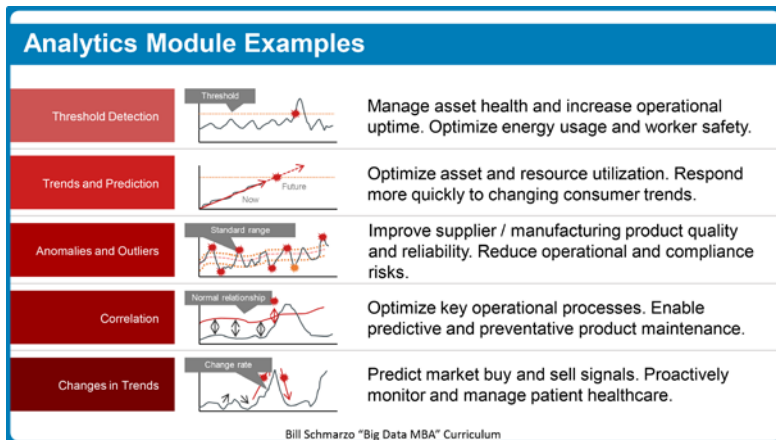 Analytics Module Examples
Threshold Detection
Threshold
Manage asset health and increase operational
uptime. Optimize energy usage and worker safety.
Trends and Prediction
Now
Future
Optimize asset and resource utilization. Respond
more quickly to changing consumer trends.
Anomalies and Outliers
Standard range
Improve supplier / manufacturing product quality
and reliability. Reduce operational and compliance
risks.
Correlation
Normal relationship
Optimize key operational processes. Enable
predictive and preventative product maintenance.
Changes in Trends
Change rate
Predict market buy and sell signals. Proactively
monitor and manage patient healthcare.
Bill Schmarzo “Big Data MBA” Curriculum